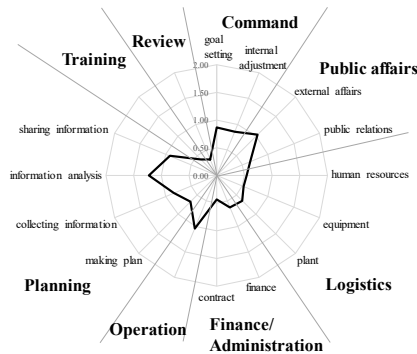 Command
Review
goal
setting
internal
adjustment
Training
Public affairs
2.00
external affairs
1.50
1.00
sharing information
public relations
0.50
information analysis
0.00
human resources
collecting information
equipment
making plan
plant
Planning
finance
Logistics
contract
Operation
Finance/
Administration